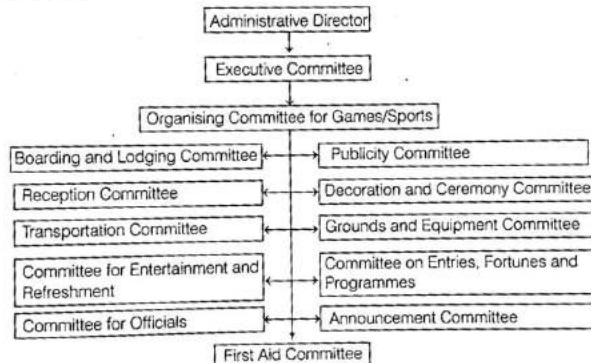 Administrative Director
Executive Committee
Organising Committee for Games/Sports
Boarding and Lodging Committee
Publicity Committee
Reception Committee
Decoration and Ceremony Committee
Transportation Committee
Grounds and Equipment Committee
Committee for Entertainment and
Refreshment
Committee on Entries, Fortunes and
Programmes
Committee for Officials
Announcement Committee
First Aid Committee